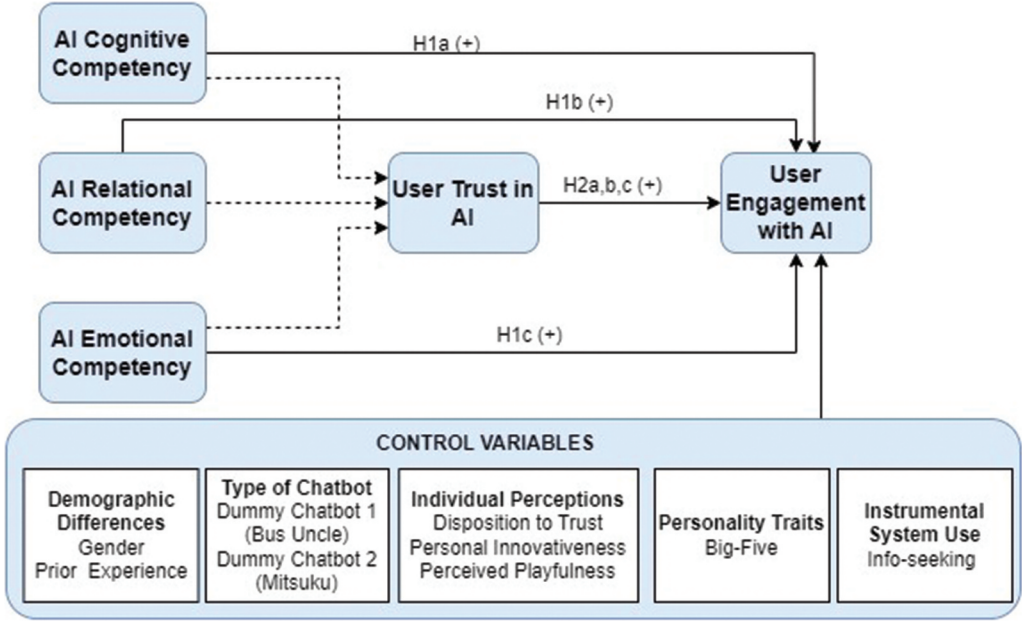 AI Cognitive
Competency
H1a (+)
H1b (+)
AI Relational
Competency
User Trust in
AI
H2a,b,c (+)
User
Engagement
with AI
AI Emotional
Competency
H1c (+)
CONTROL VARIABLES
Demographic
Differences
Gender
Prior Experience
Type of Chatbot
Dummy Chatbot 1
(Bus Uncle)
Dummy Chatbot 2
(Mitsuku)
Individual Perceptions
Disposition to Trust
Personal Innovativeness
Perceived Playfulness
Personality Traits
Big-Five
Instrumental
System Use
Info-seeking